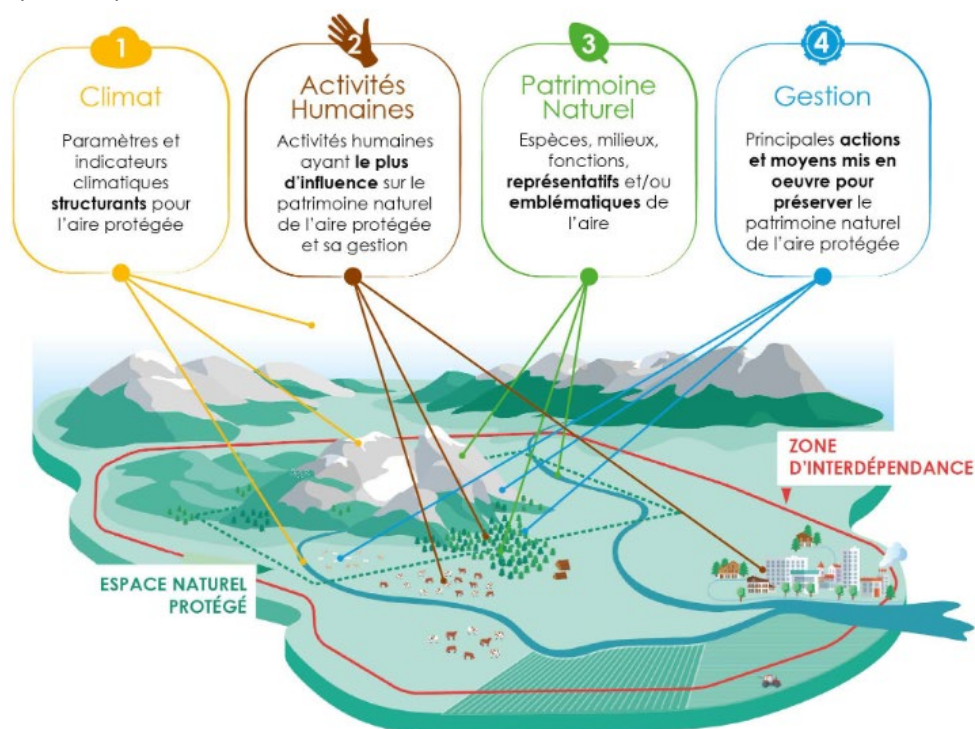 1
Climat
Paramètres et
indicateurs
climatiques
structurants pour
l'aire protégée
2
Activités
Humaines
Activités humaines
ayant le plus
d'influence sur le
patrimoine naturel
de l'aire protégée
et sa gestion
3
Patrimoine
Naturel
Espèces, milieux,
fonctions,
représentatifs et/ou
emblématiques de
l'aire
4
Gestion
Principales actions
et moyens mis en
oeuvre pour
préserver le
patrimoine naturel
de l'aire protégée
ZONE
D'INTERDÉPENDANCE
ESPACE NATUREL
PROTÉGÉ